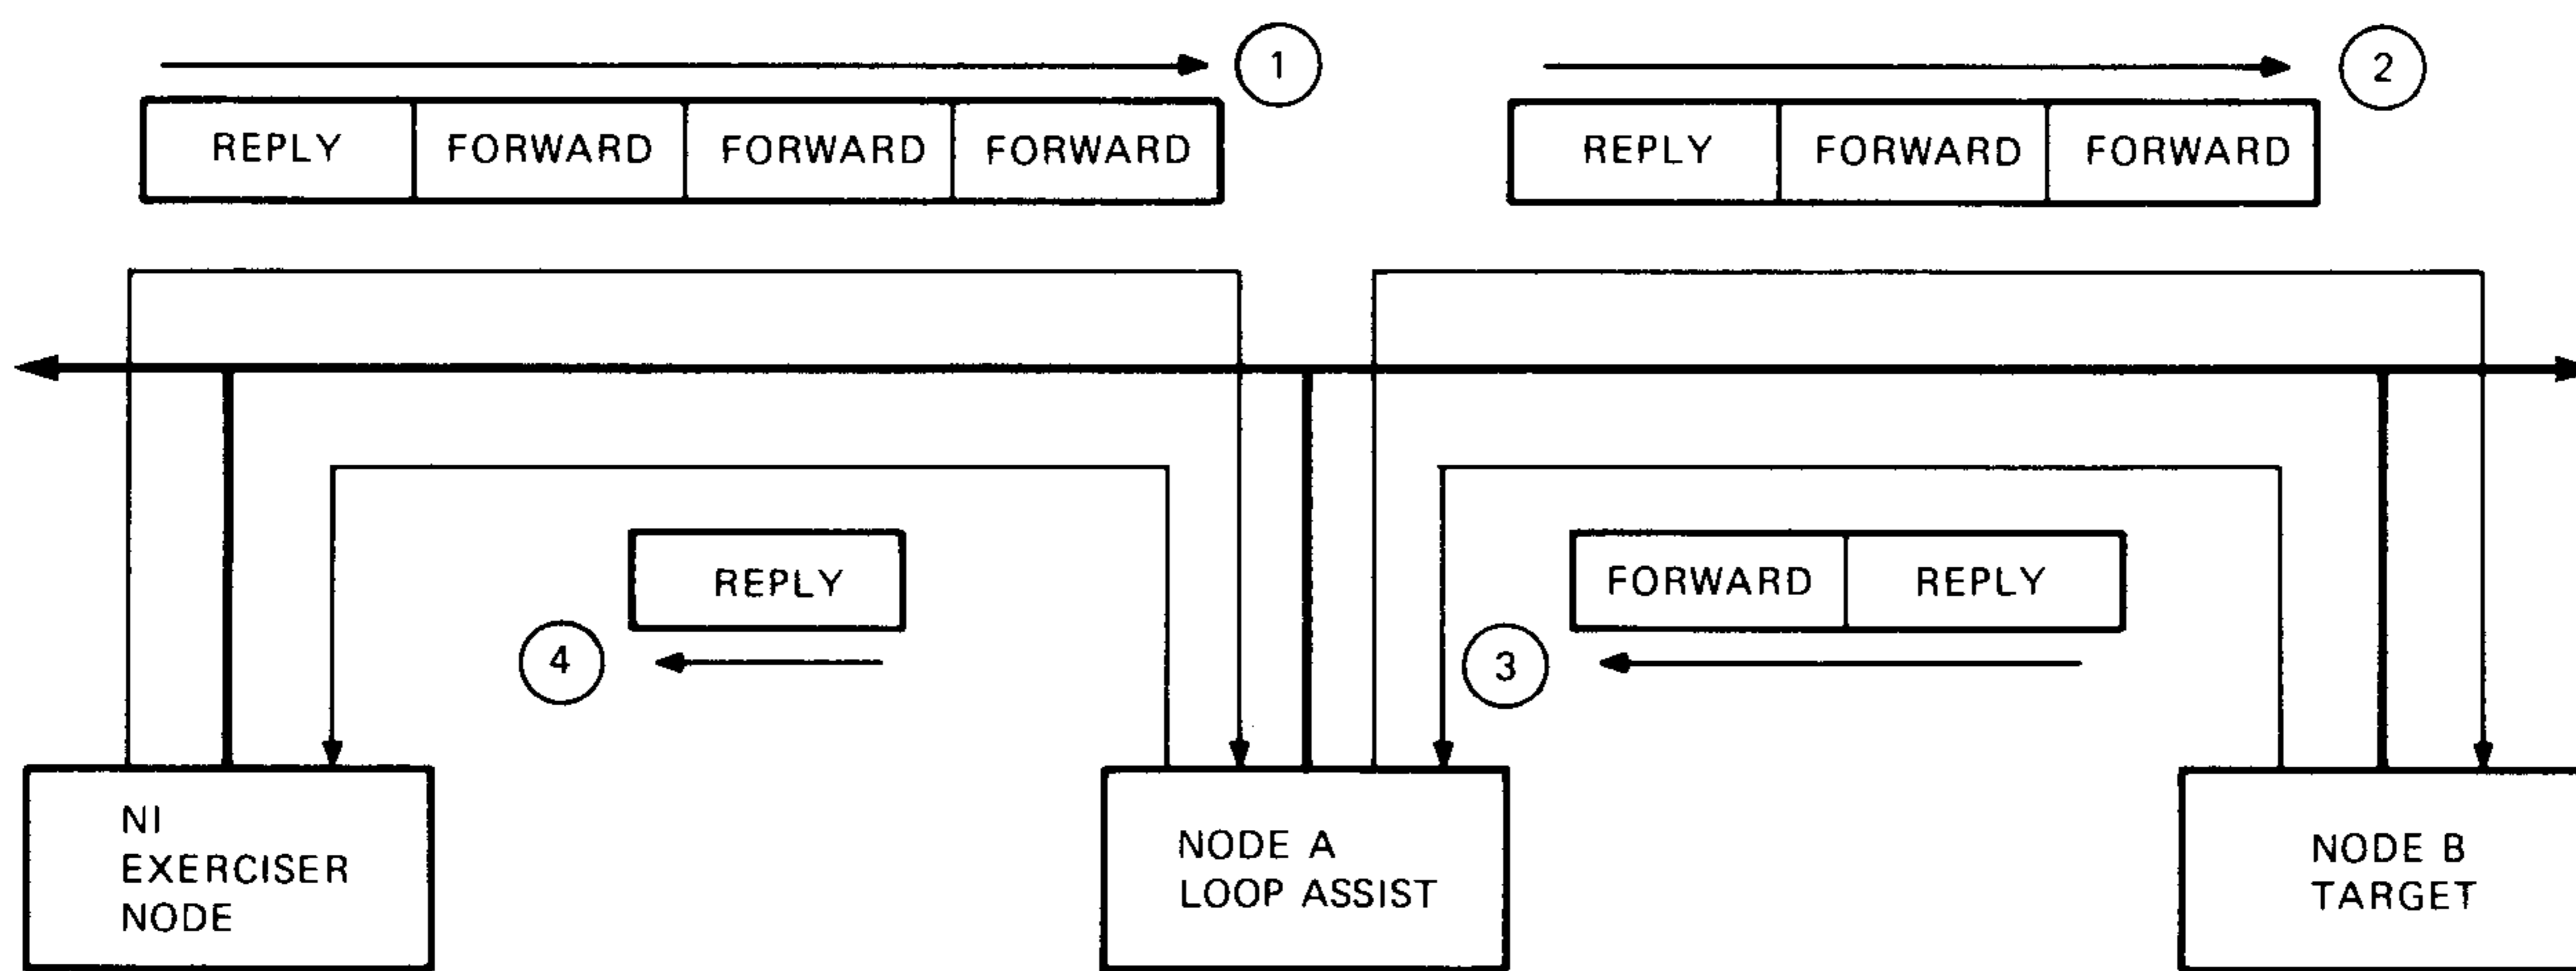 1
2
REPLY FORWARD FORWARD FORWARD
REPLY FORWARD FORWARD
REPLY
FORWARD REPLY
4
3
NI
EXERCISER
NODE
NODE A
LOOP ASSIST
NODE B
TARGET